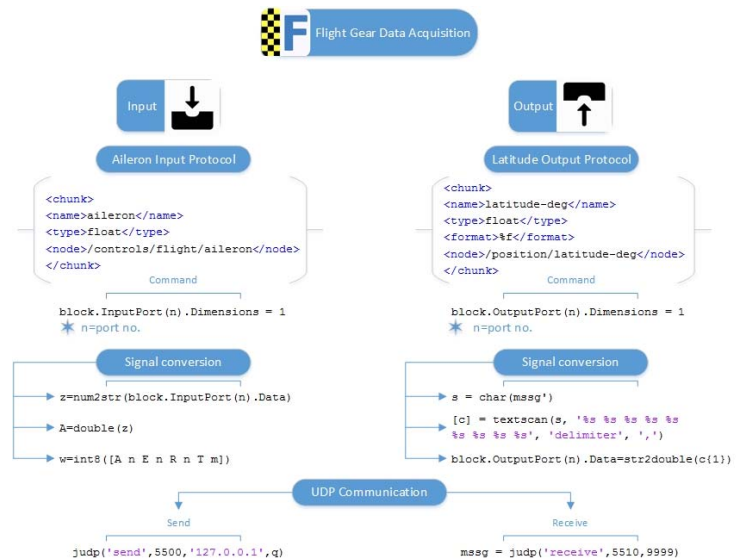 F Flight Gear Data Acquisition
Input
Aileron Input Protocol
<chunk>
<name>aileron</name>
<type>float</type>
<node>/controls/flight/aileron</node>
</chunk>
Command
block.InputPort(n).Dimensions = 1
n=port no.
Signal conversion
z=num2str(block.InputPort(n).Data)
A=double(z)
w=int8([A n E n R n T m])
Output
Latitude Output Protocol
<chunk>
<name>latitude-deg</name>
<type>float</type>
<format>%f</format>
<node>/position/latitude-deg</node>
</chunk>
Command
block.OutputPort(n).Dimensions = 1
n=port no.
Signal conversion
s = char(mssg')
[c] = textscan(s, '%s %s %s %s %s
%s %s %s %s', 'delimiter', ',')
block.OutputPort(n).Data=str2double(c{1})
UDP Communication
Send
judp('send',5500,'127.0.0.1',q)
Receive
mssg = judp('receive',5510,9999)